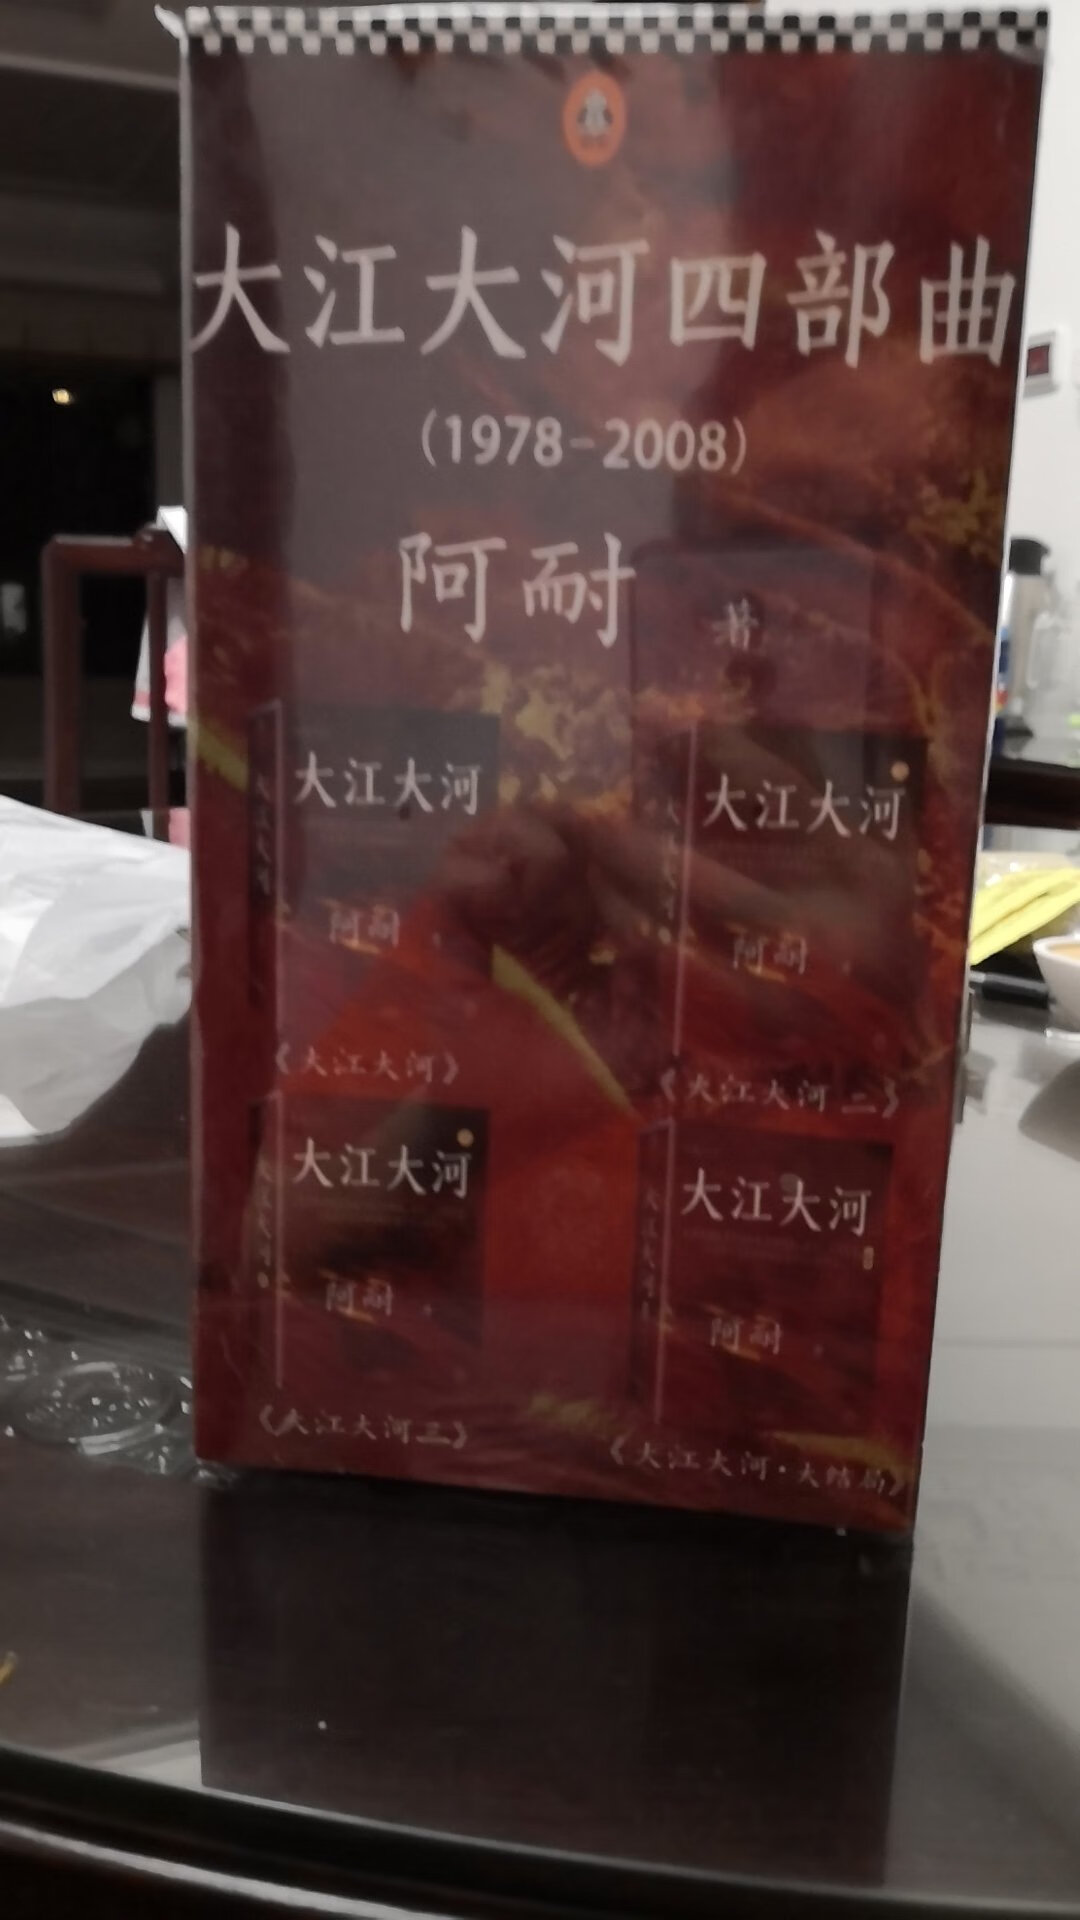 大江大河四部曲
(1978-2008)
阿耐 著
大江大河
阿耐
《大江大河》
大江大河
阿耐
《大江大河 二》
大江大河
阿耐
《大江大河三》
大江大河
阿耐
《大江大河·大结局》